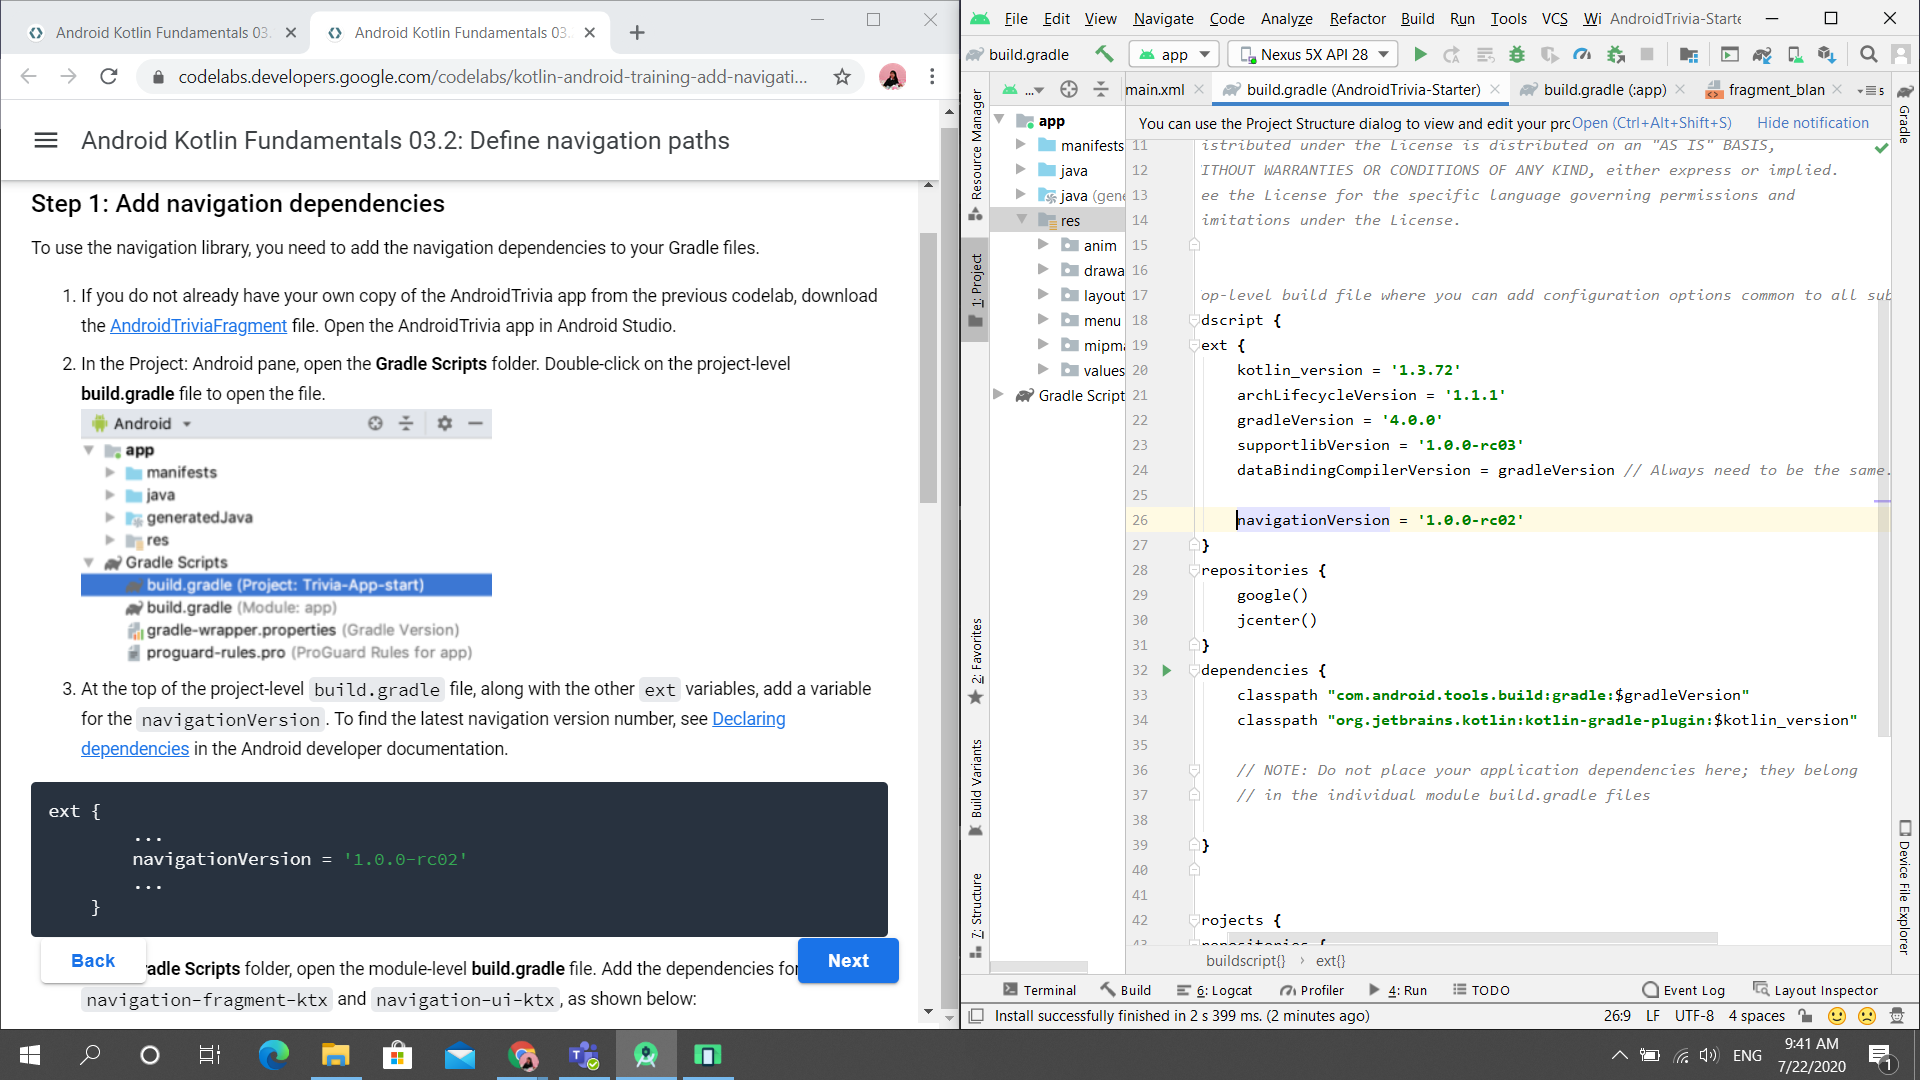 Android Kotlin Fundamentals 03.
Android Kotlin Fundamentals 03.
codelabs.developers.google.com/codelabs/kotlin-android-training-add-navigati...
Android Kotlin Fundamentals 03.2: Define navigation paths
Step 1: Add navigation dependencies
To use the navigation library, you need to add the navigation dependencies to your Gradle files.
1. If you do not already have your own copy of the AndroidTrivia app from the previous codelab, download
the AndroidTriviaFragment file. Open the AndroidTrivia app in Android Studio.
2. In the Project: Android pane, open the Gradle Scripts folder. Double-click on the project-level
build.gradle file to open the file.
Android
app
manifests
java
generatedJava
res
Gradle Scripts
build.gradle (Project: Trivia-App-start)
build.gradle (Module: app)
gradle-wrapper.properties (Gradle Version)
proguard-rules.pro (ProGuard Rules for app)
3. At the top of the project-level build.gradle file, along with the other ext variables, add a variable
for the navigationVersion. To find the latest navigation version number, see Declaring
dependencies in the Android developer documentation.
ext {
...
navigationVersion = '1.0.0-rc02'
...
}
Back
radle Scripts folder, open the module-level build.gradle file. Add the dependencies fo
Next
navigation-fragment-ktx and navigation-ui-ktx, as shown below:
File Edit View Navigate Code Analyze Refactor Build Run Tools VCS Wi AndroidTrivia-Starte
build.gradle app Nexus 5X API 28
Resource Manager
1: Project
2: Favorites
Build Variants
7: Structure
...
app
manifests
java
java (gene
res
anim
drawa
layout
menu
mipma
values
Gradle Script
main.xml build.gradle (AndroidTrivia-Starter) build.gradle (:app) fragment_blan
You can use the Project Structure dialog to view and edit your pro Open (Ctrl+Alt+Shift+S) Hide notification
11 istributed under the License is distributed on an "AS IS" BASIS,
12 ITHOUT WARRANTIES OR CONDITIONS OF ANY KIND, either express or implied.
13 ee the License for the specific language governing permissions and
14 imitations under the License.
15
16
17 op-level build file where you can add configuration options common to all sub
18 dscript {
19 ext {
20 kotlin_version = '1.3.72'
21 archLifecycleVersion = '1.1.1'
22 gradleVersion = '4.0.0'
23 supportlibVersion = '1.0.0-rc03'
24 dataBindingCompilerVersion = gradleVersion // Always need to be the same.
25
26 navigationVersion = '1.0.0-rc02'
27 }
28 repositories {
29 google()
30 jcenter()
31 }
32 dependencies {
33 classpath "com.android.tools.build:gradle:$gradleVersion"
34 classpath "org.jetbrains.kotlin:kotlin-gradle-plugin:$kotlin_version"
35
36 // NOTE: Do not place your application dependencies here; they belong
37 // in the individual module build.gradle files
38
39 }
40
41
42 rojects {
43 repositories {
buildscript{} › ext{}
Gradle
Device File Explorer
Terminal Build 6: Logcat Profiler 4: Run TODO Event Log Layout Inspector
Install successfully finished in 2 s 399 ms. (2 minutes ago) 26:9 LF UTF-8 4 spaces
ENG
9:41 AM
7/22/2020
1